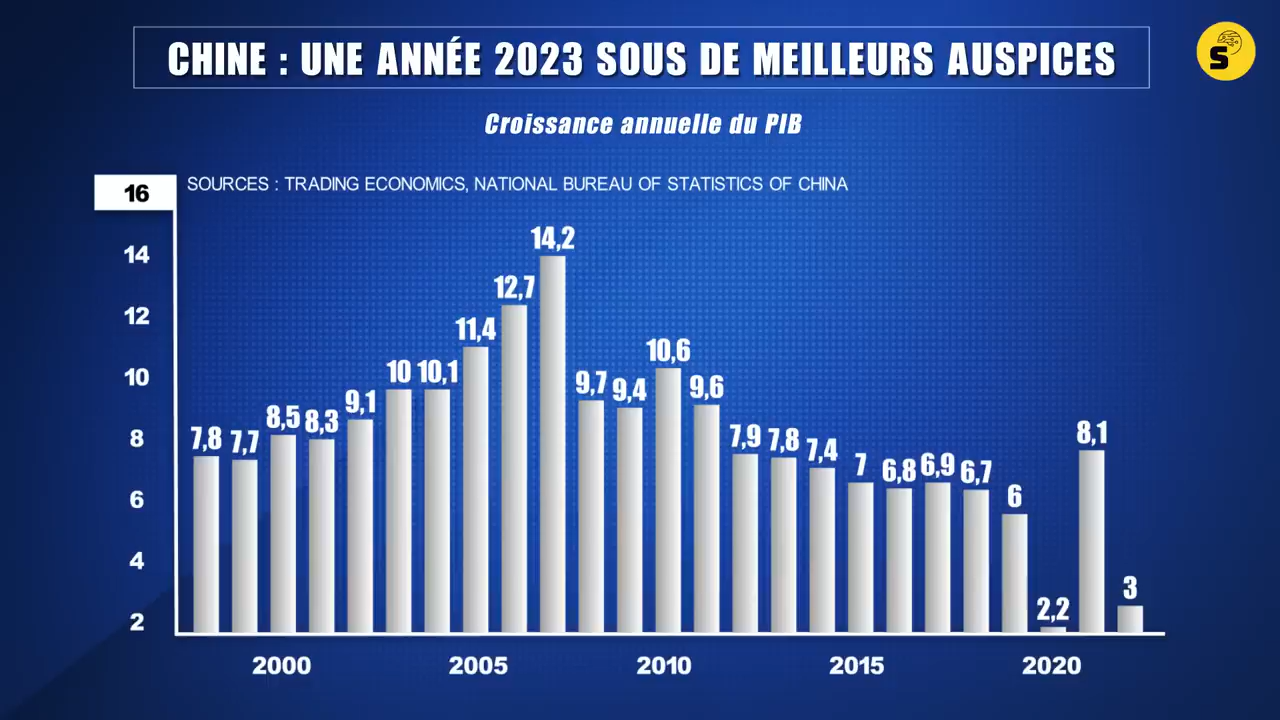 CHINE : UNE ANNÉE 2023 SOUS DE MEILLEURS AUSPICES
S
Croissance annuelle du PIB
SOURCES : TRADING ECONOMICS, NATIONAL BUREAU OF STATISTICS OF CHINA
16
14
12
10
8
6
4
2
7,8 7,7 8,5 8,3 9,1 10 10,1 11,4 12,7 14,2 9,7 9,4 10,6 9,6 7,9 7,8 7,4 7 6,8 6,9 6,7 6 2,2 8,1 3
2000 2005 2010 2015 2020